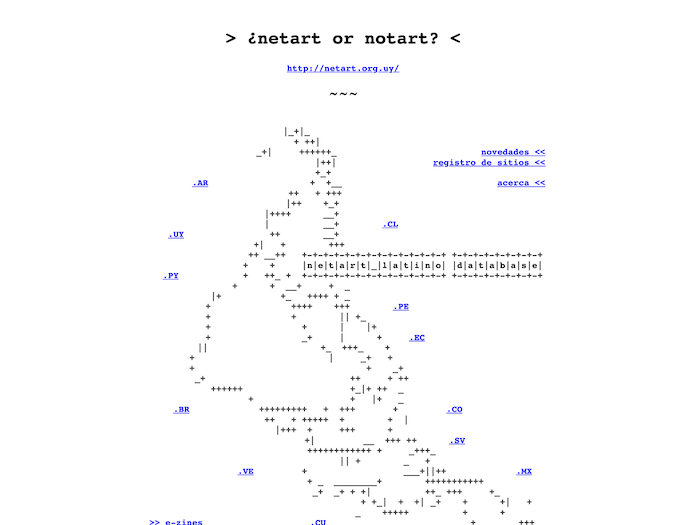 > ¿netart or notart? <
http://netart.org.uy/
~~~
novedades <<
registro de sitios <<
.AR
acerca <<
.CL
.UY
|n|e|t|a|r|t|_|l|a|t|i|n|o| |d|a|t|a|b|a|s|e|
.PY
.PE
.EC
.BR
.CO
.SV
.VE
.MX
>> e-zines
.CU